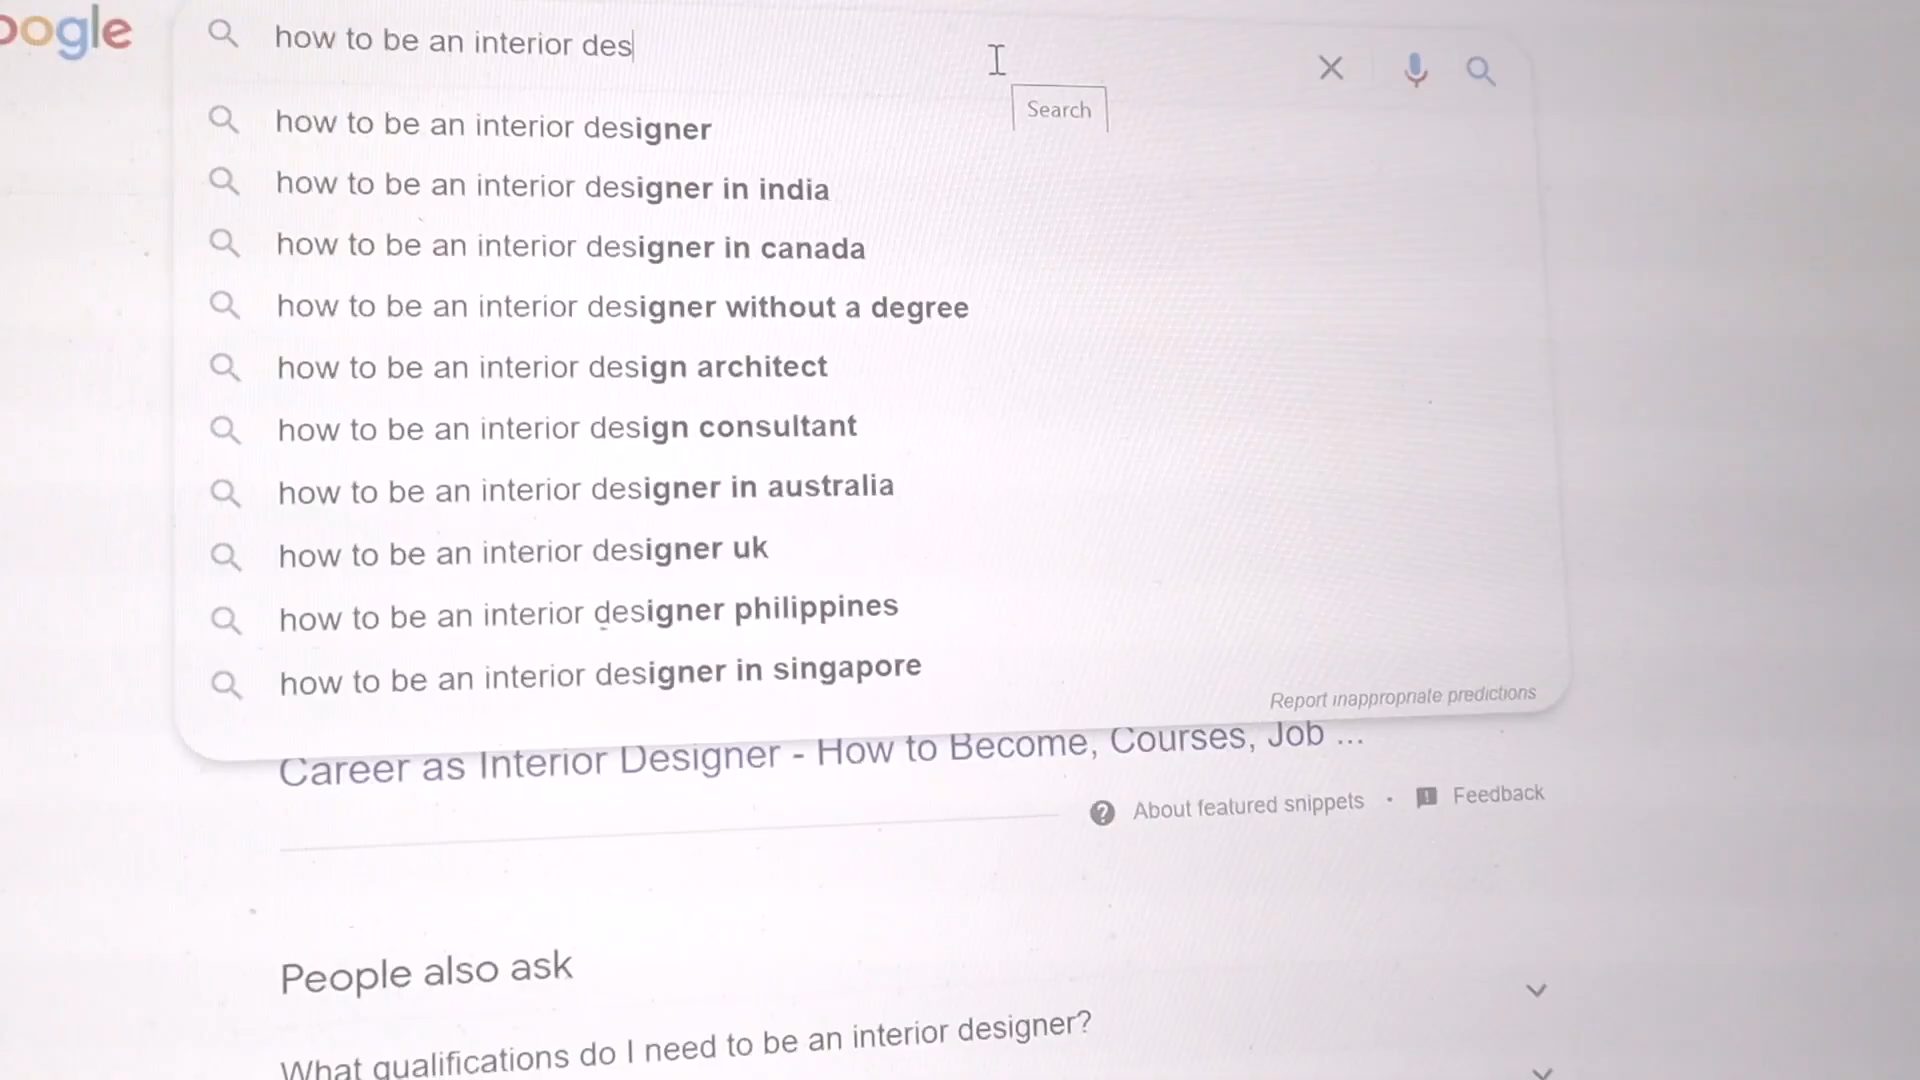 oogle
how to be an interior des
Search
how to be an interior designer
how to be an interior designer in india
how to be an interior designer in canada
how to be an interior designer without a degree
how to be an interior design architect
how to be an interior design consultant
how to be an interior designer in australia
how to be an interior designer uk
how to be an interior designer philippines
how to be an interior designer in singapore
Report inappropriate predictions
Career as Interior Designer - How to Become, Courses, Job ...
About featured snippets • Feedback
People also ask
What qualifications do I need to be an interior designer?